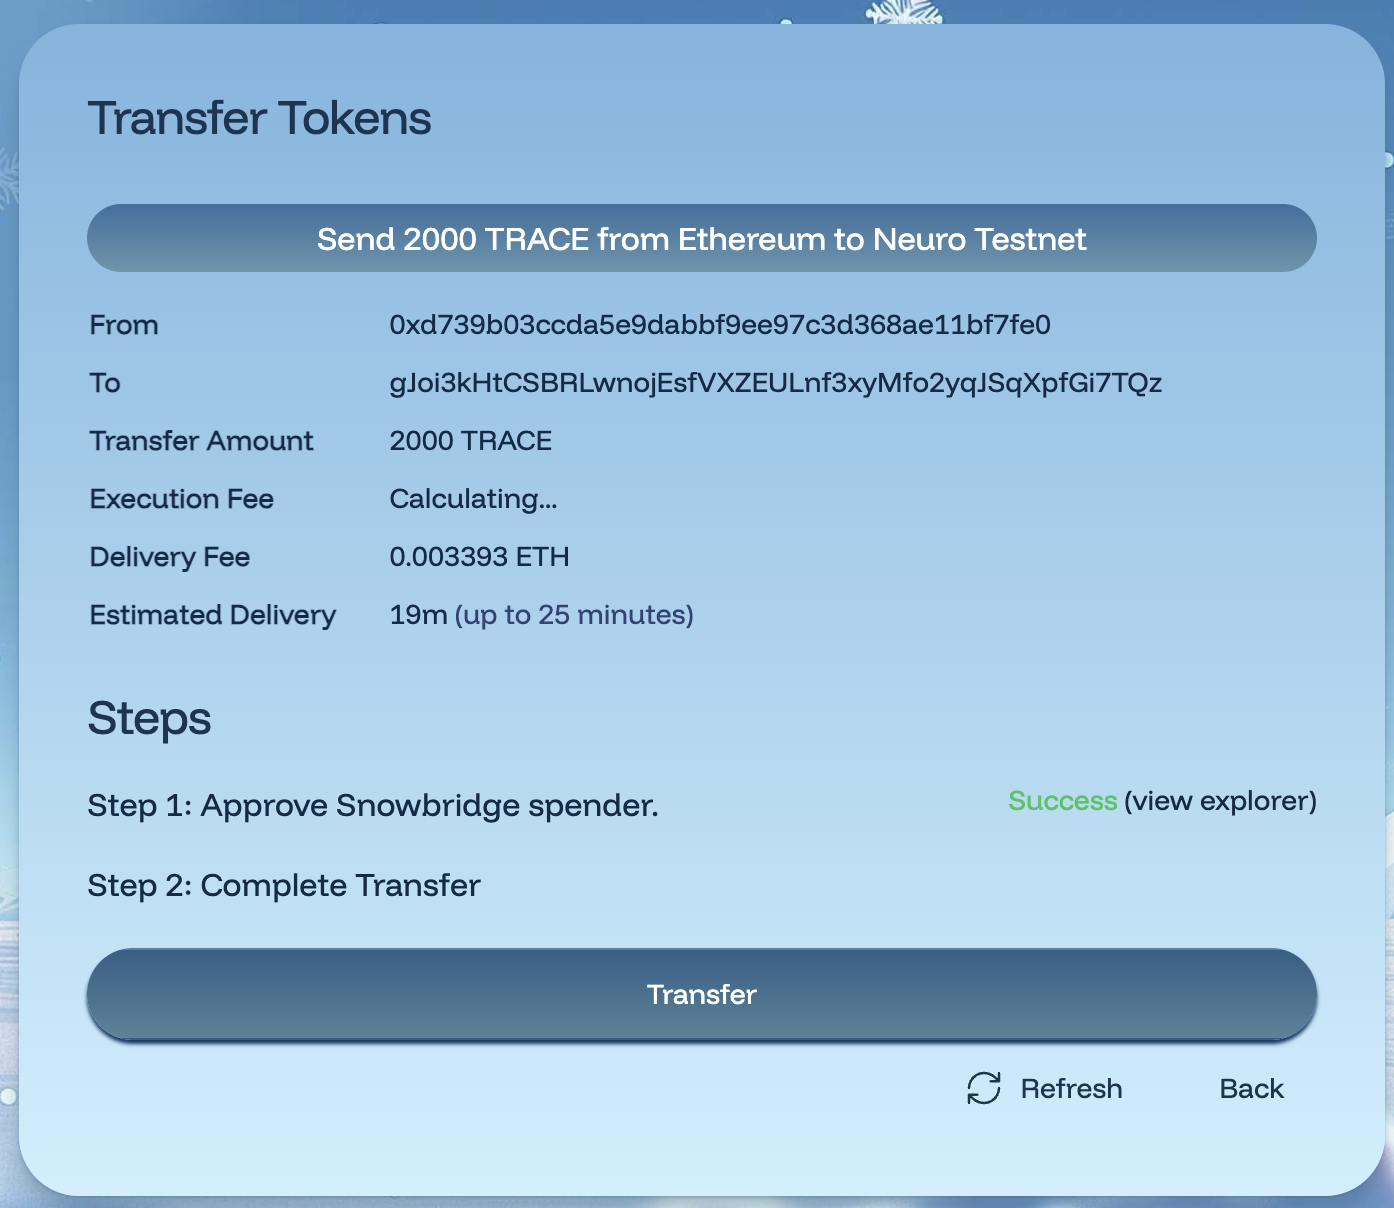 Transfer Tokens
Send 2000 TRACE from Ethereum to Neuro Testnet
From 0xd739b03ccda5e9dabbf9ee97c3d368ae11bf7fe0
To gJoi3kHtCSBRLwnojEsfVXZEULnf3xyMfo2yqJSqXpfGi7TQz
Transfer Amount 2000 TRACE
Execution Fee Calculating...
Delivery Fee 0.003393 ETH
Estimated Delivery 19m (up to 25 minutes)
Steps
Step 1: Approve Snowbridge spender. Success (view explorer)
Step 2: Complete Transfer
Transfer
Refresh Back